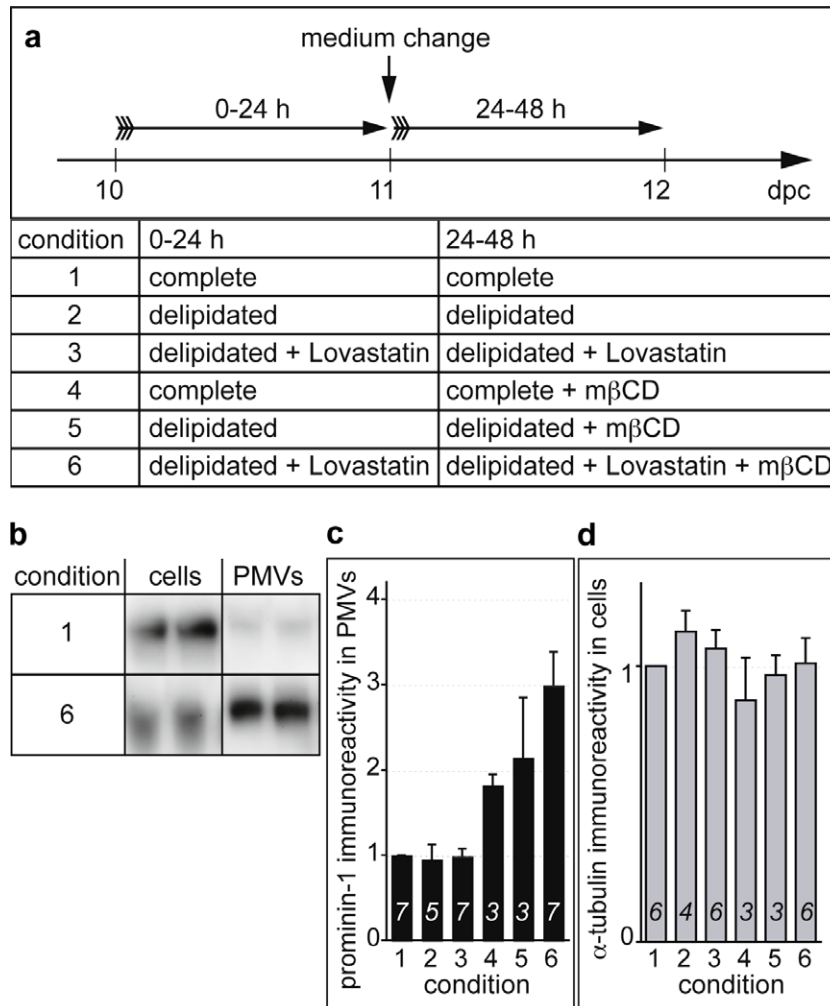 a
medium change
0-24 h 24-48 h
10 11 12 dpc
condition 0-24 h 24-48 h
1 complete complete
2 delipidated delipidated
3 delipidated + Lovastatin delipidated + Lovastatin
4 complete complete + mβCD
5 delipidated delipidated + mβCD
6 delipidated + Lovastatin delipidated + Lovastatin + mβCD
b
condition cells PMVs
1
6
c
prominin-1 immunoreactivity in PMVs
4
3
2
1
0
7 5 7 3 3 7
1 2 3 4 5 6
condition
d
α-tubulin immunoreactivity in cells
1
0
6 4 6 3 3 6
1 2 3 4 5 6
condition